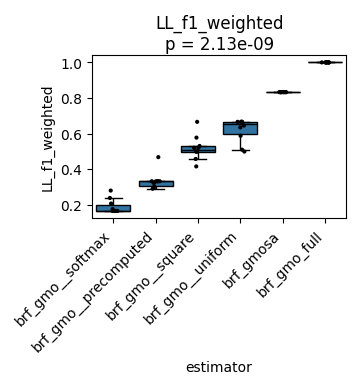 LL_f1_weighted
p = 2.13e-09
LL_f1_weighted
1.0
0.8
0.6
0.4
0.2
brf_gmo__softmax
brf_gmo__precomputed
brf_gmo__square
brf_gmo__uniform
brf_gmosa
brf_gmo_full
estimator